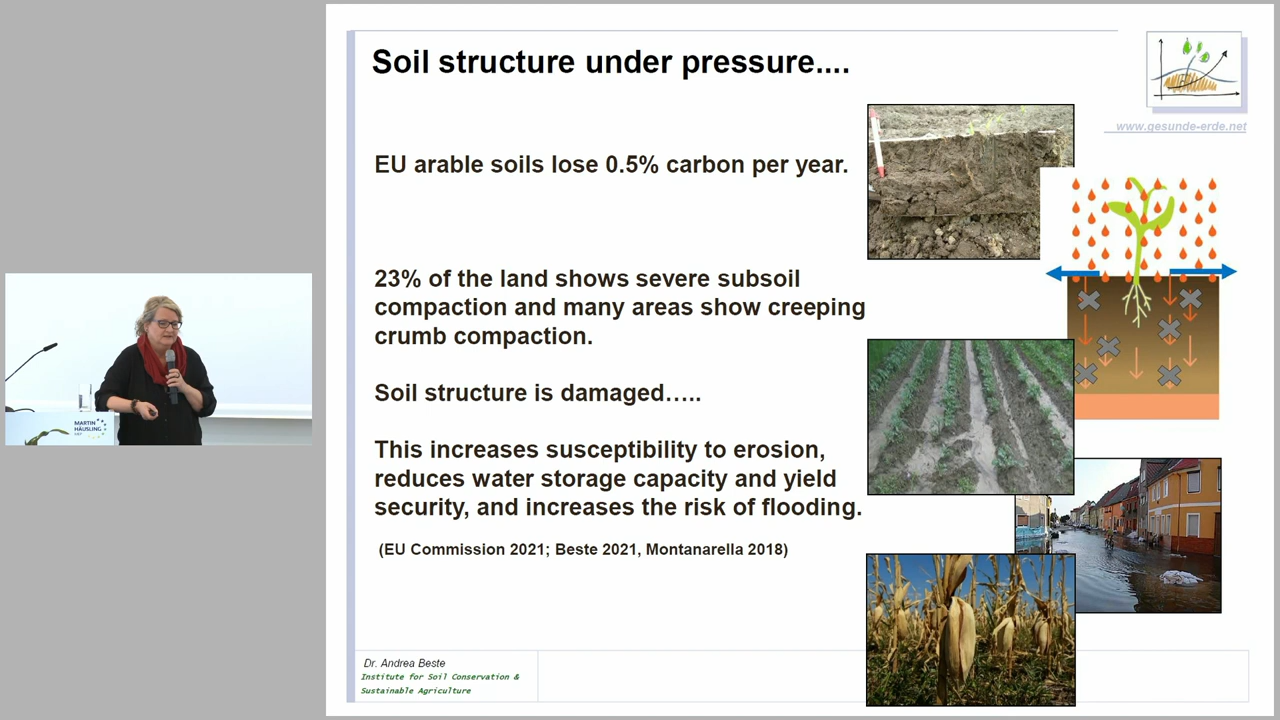 Soil structure under pressure....
www.gesunde-erde.net
EU arable soils lose 0.5% carbon per year.
23% of the land shows severe subsoil
compaction and many areas show creeping
crumb compaction.
Soil structure is damaged…..
This increases susceptibility to erosion,
reduces water storage capacity and yield
security, and increases the risk of flooding.
(EU Commission 2021; Beste 2021, Montanarella 2018)
MARTIN
HÄUSLING
Dr. Andrea Beste
Institute for Soil Conservation &
Sustainable Agriculture